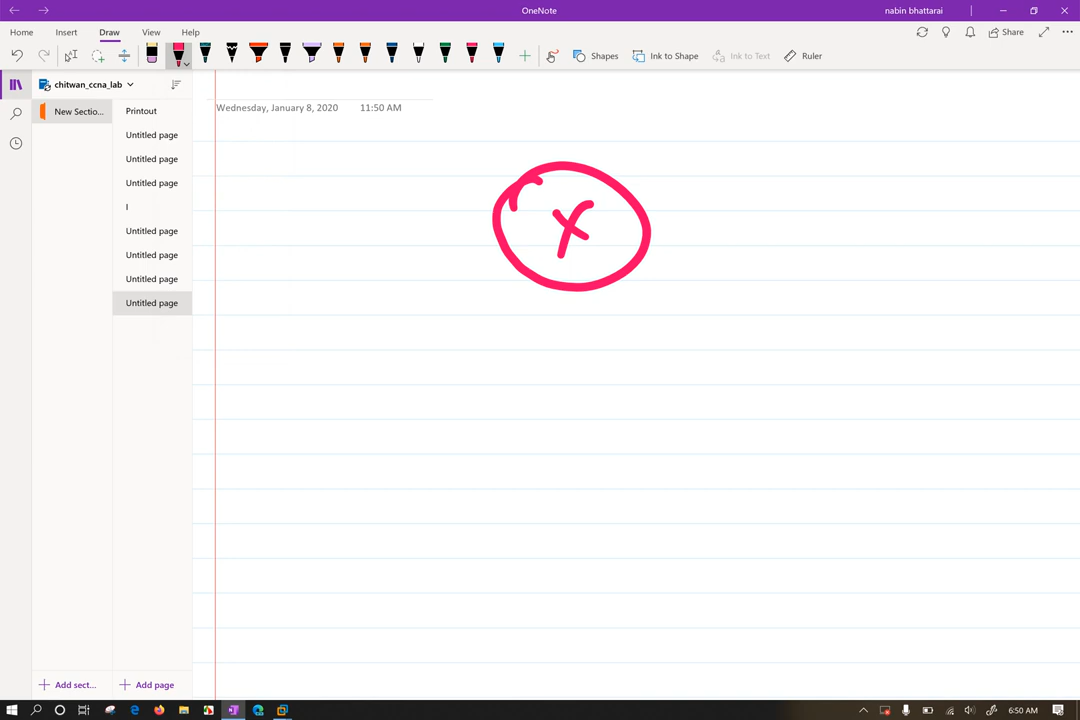 OneNote
nabin bhattarai
Home
Insert
Draw
View
Help
Share
Shapes
Ink to Shape
Ink to Text
Ruler
chitwan_ccna_lab
New Sectio...
Printout
Untitled page
Untitled page
Untitled page
I
Untitled page
Untitled page
Untitled page
Untitled page
Wednesday, January 8, 2020
11:50 AM
X
Add sect...
Add page
6:50 AM